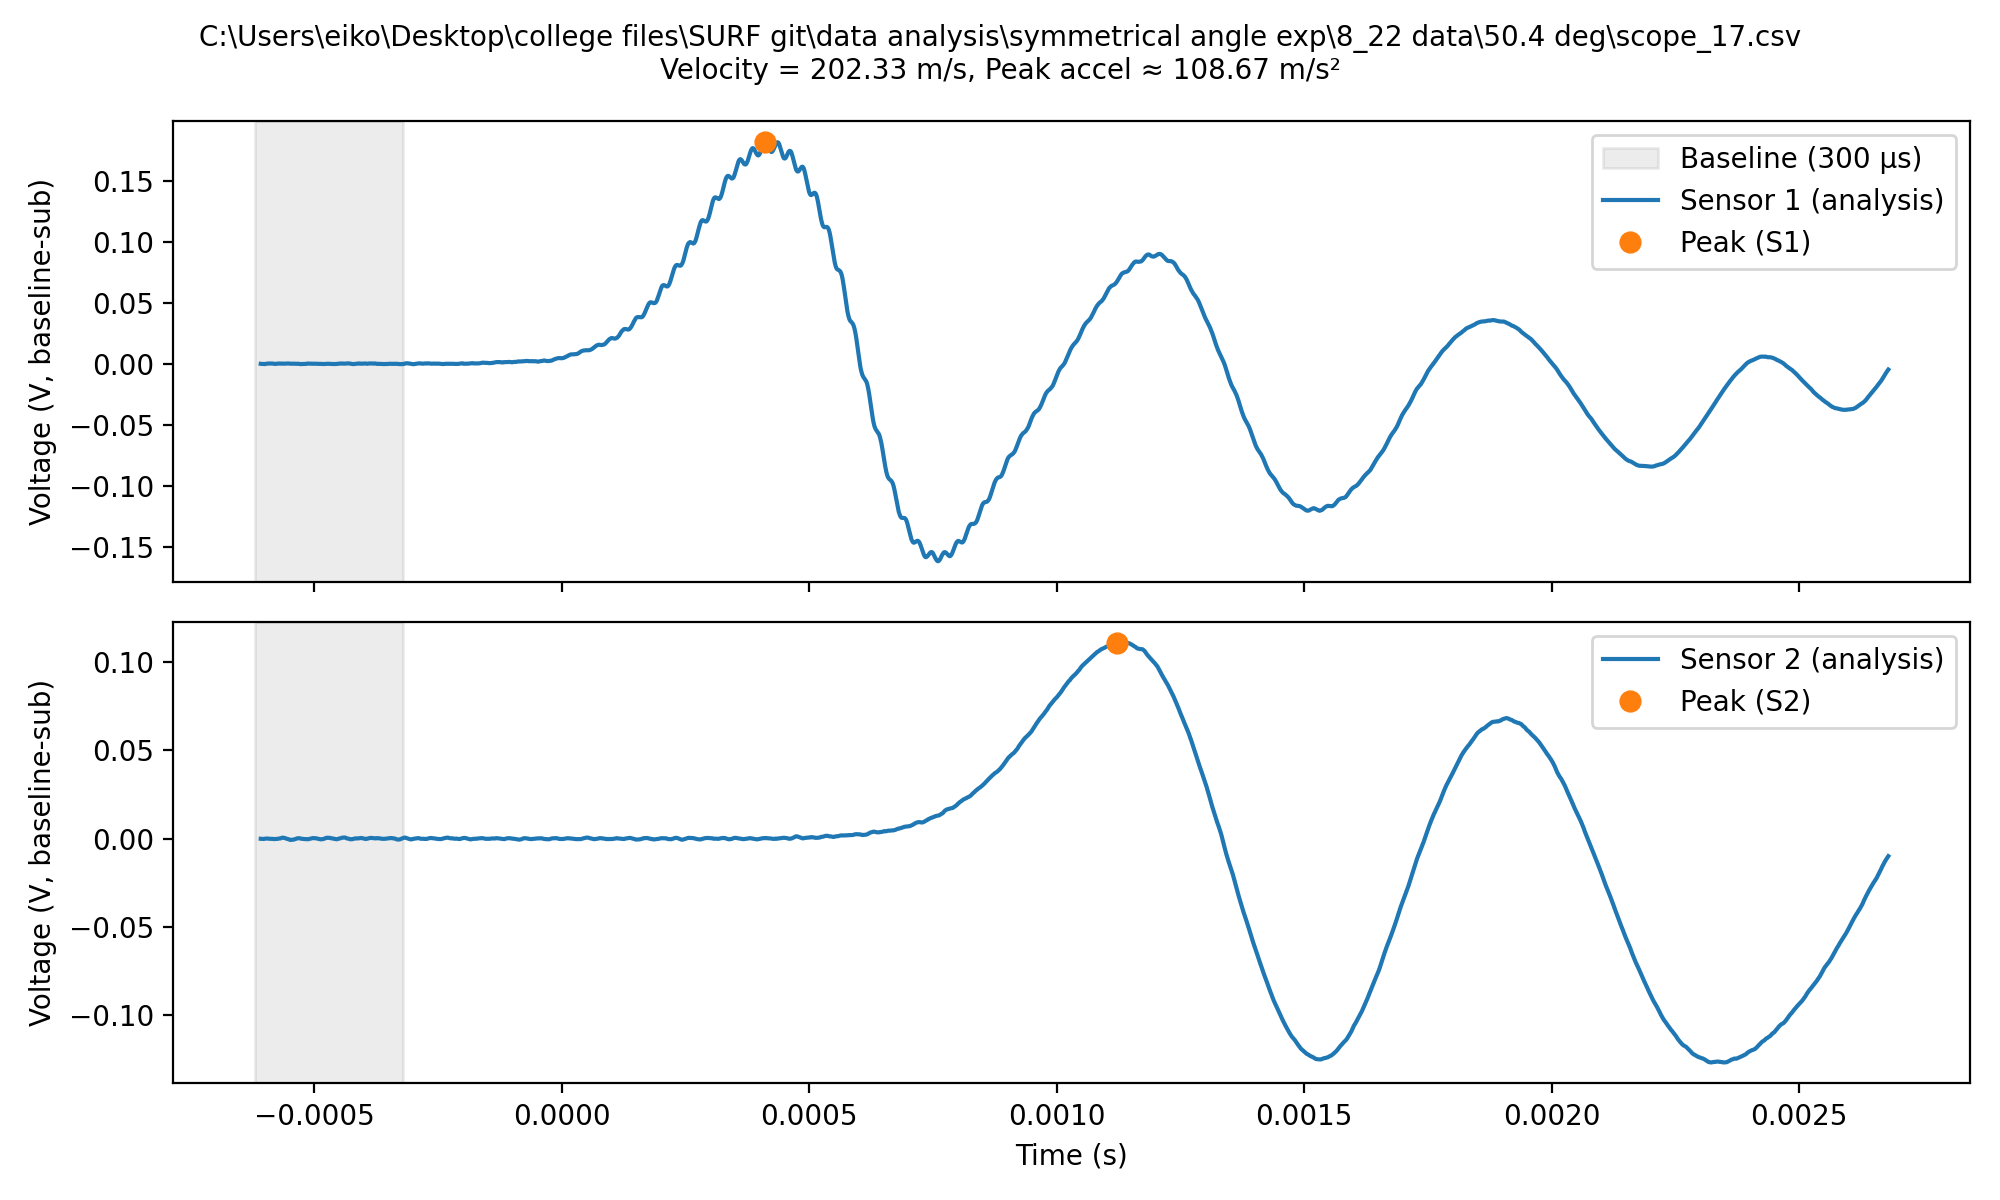 C:\Users\eiko\Desktop\college files\SURF git\data analysis\symmetrical angle exp\8_22 data\50.4 deg\scope_17.csv
Velocity = 202.33 m/s, Peak accel ≈ 108.67 m/s²
Voltage (V, baseline-sub)
0.15
0.10
0.05
0.00
−0.05
−0.10
−0.15
Baseline (300 µs)
Sensor 1 (analysis)
Peak (S1)
Voltage (V, baseline-sub)
0.10
0.05
0.00
−0.05
−0.10
Sensor 2 (analysis)
Peak (S2)
−0.0005 0.0000 0.0005 0.0010 0.0015 0.0020 0.0025
Time (s)